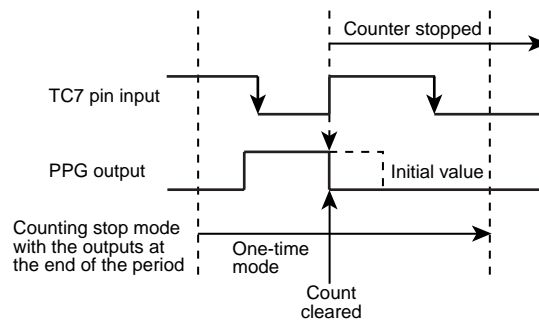 Counter stopped
TC7 pin input
PPG output
Initial value
Counting stop mode
with the outputs at
the end of the period
One-time
mode
Count
cleared